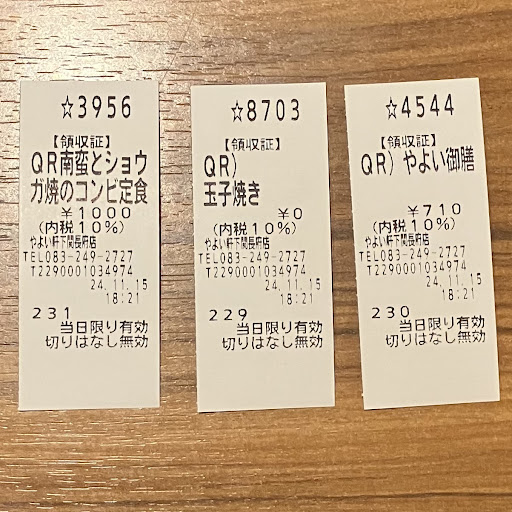 ☆3956
【領収証】
QR南蛮とショウ
ガ焼のコンビ定食
￥1000
(内税10%)
やよい軒下関長府店
TEL083-249-2727
T2290001034974
24.11.15
18:21
231
当日限り有効
切りはなし無効
☆8703
【領収証】
QR)
玉子焼き
￥0
(内税10%)
やよい軒下関長府店
TEL083-249-2727
T2290001034974
24.11.15
18:21
229
当日限り有効
切りはなし無効
☆4544
【領収証】
QR) やよい御膳
￥710
(内税10%)
やよい軒下関長府店
TEL083-249-2727
T2290001034974
24.11.15
18:21
230
当日限り有効
切りはなし無効